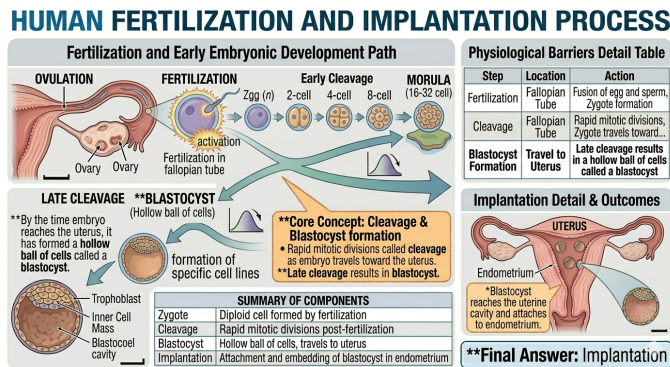 HUMAN FERTILIZATION AND IMPLANTATION PROCESS
Fertilization and Early Embryonic Development Path
OVULATION
Ovary
Ovary
FERTILIZATION
activation
Fertilization in
fallopian tube
Early Cleavage
Zgg (n)
2-cell
4-cell
8-cell
MORULA
(16-32 cell)
LATE CLEAVAGE
**By the time embryo
reaches the uterus, it
has formed a hollow
ball of cells called a
blastocyst.
**BLASTOCYST
(Hollow ball of cells)
formation of
specific cell lines
Trophoblast
Inner Cell
Mass
Blastocoel
cavity
**Core Concept: Cleavage &
Blastocyst formation
• Rapid mitotic divisions called cleavage
as embryo travels toward the uterus.
**Late cleavage results in blastocyst.
SUMMARY OF COMPONENTS
Zygote Diploid cell formed by fertilization
Cleavage Rapid mitotic divisions post-fertilization
Blastocyst Hollow ball of cells, travels to uterus
Implantation Attachment and embedding of blastocyst in endometrium
Physiological Barriers Detail Table
Step Location Action
Fertilization Fallopian Tube Fusion of egg and sperm, Zygote formation
Cleavage Fallopian Tube Rapid mitotic divisions, Zygote travels toward...
Blastocyst Formation Travel to Uterus Late cleavage results in a hollow ball of cells called a blastocyst
Implantation Detail & Outcomes
UTERUS
Endometrium
*Blastocyst
reaches the uterine
cavity and attaches
to endometrium.
**Final Answer: Implantation